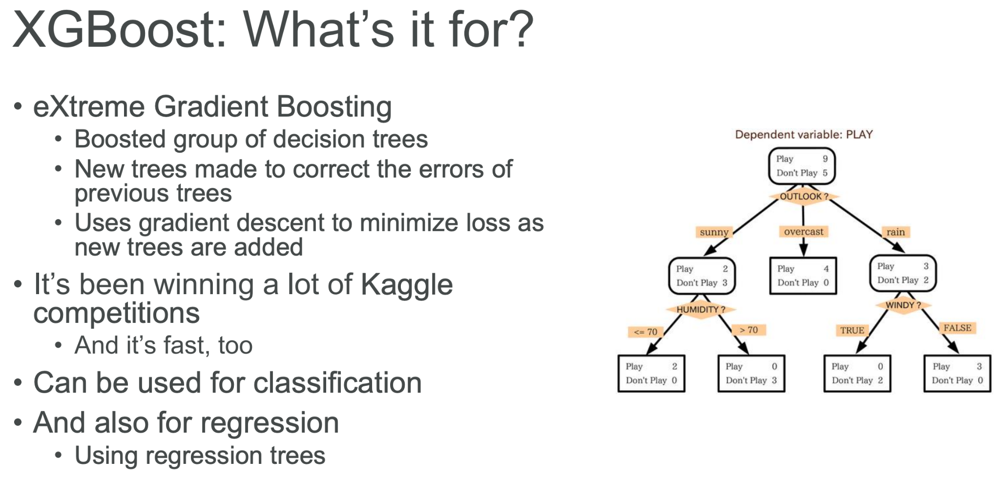 XGBoost: What's it for?
• eXtreme Gradient Boosting
• Boosted group of decision trees
• New trees made to correct the errors of
previous trees
• Uses gradient descent to minimize loss as
new trees are added
• It's been winning a lot of Kaggle
competitions
• And it's fast, too
• Can be used for classification
• And also for regression
• Using regression trees
Dependent variable: PLAY
Play 9
Don't Play 5
OUTLOOK ?
sunny
overcast
rain
Play 2
Don't Play 3
Play 4
Don't Play 0
Play 3
Don't Play 2
HUMIDITY ?
WINDY ?
<= 70
> 70
TRUE
FALSE
Play 2
Don't Play 0
Play 0
Don't Play 3
Play 0
Don't Play 2
Play 3
Don't Play 0